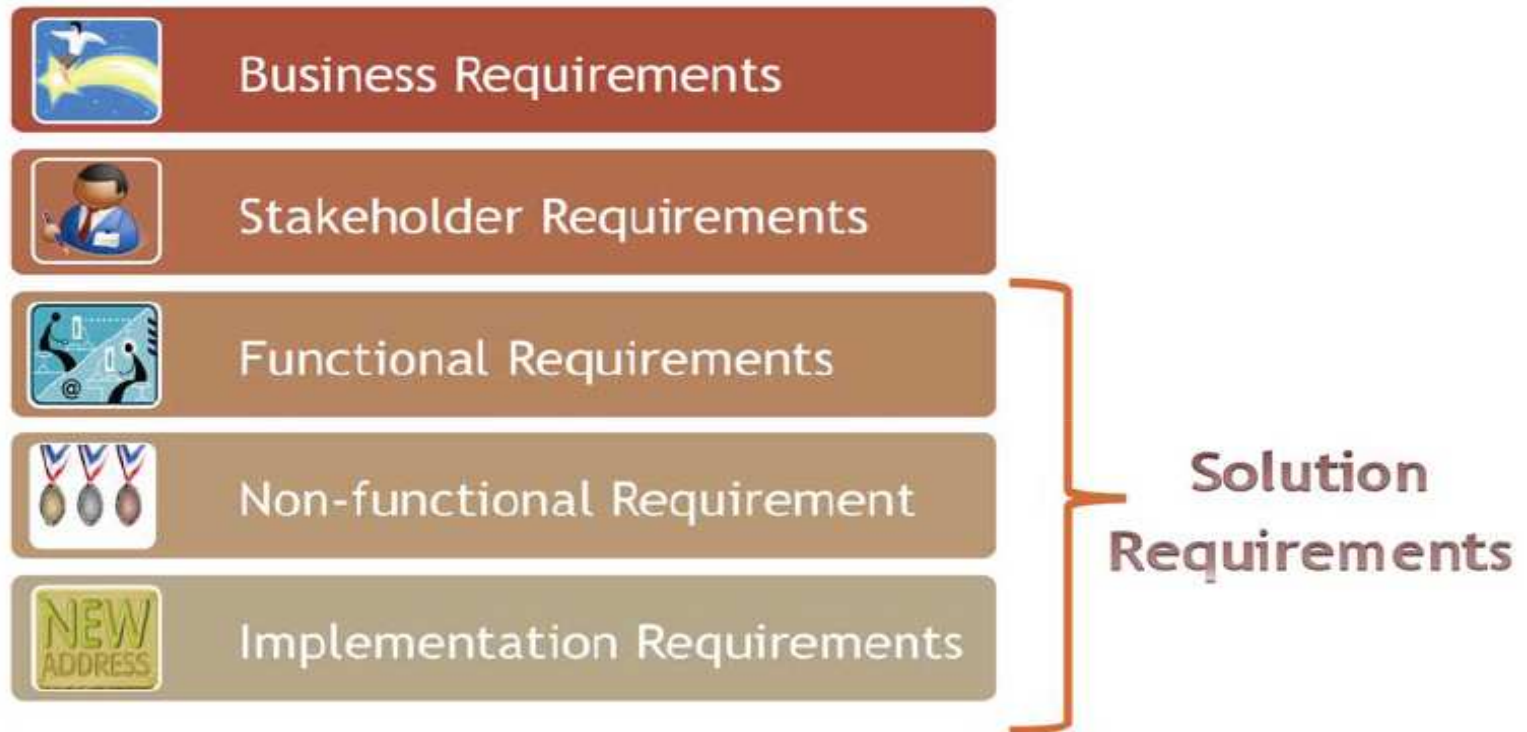 Business Requirements
Stakeholder Requirements
Functional Requirements
@
Non-functional Requirement
NEW
ADDRESS
Implementation Requirements
Solution
Requirements